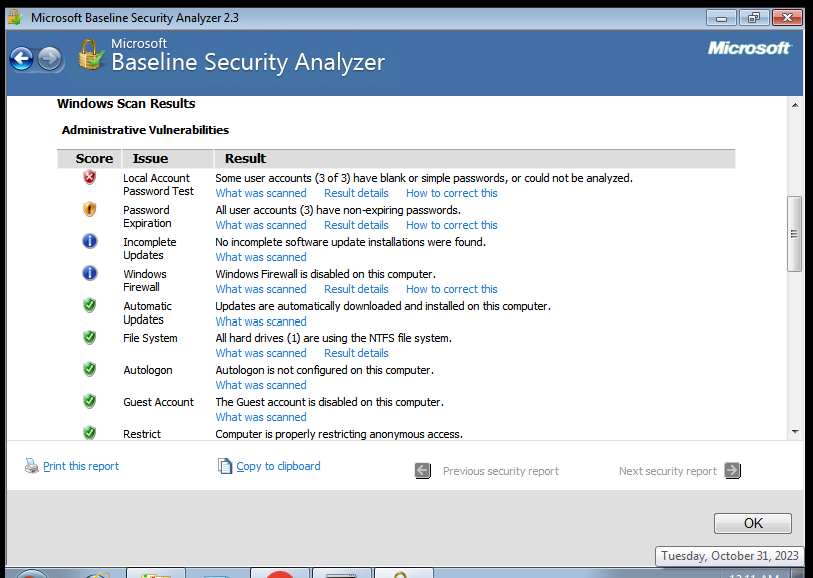 Microsoft Baseline Security Analyzer 2.3
Microsoft
Baseline Security Analyzer
Microsoft
Windows Scan Results
Administrative Vulnerabilities
Score Issue Result
Local Account Password Test
Some user accounts (3 of 3) have blank or simple passwords, or could not be analyzed.
What was scanned Result details How to correct this
Password Expiration
All user accounts (3) have non-expiring passwords.
What was scanned Result details How to correct this
Incomplete Updates
No incomplete software update installations were found.
What was scanned
Windows Firewall
Windows Firewall is disabled on this computer.
What was scanned Result details How to correct this
Automatic Updates
Updates are automatically downloaded and installed on this computer.
What was scanned
File System
All hard drives (1) are using the NTFS file system.
What was scanned Result details
Autologon
Autologon is not configured on this computer.
What was scanned
Guest Account
The Guest account is disabled on this computer.
What was scanned
Restrict
Computer is properly restricting anonymous access.
Print this report Copy to clipboard Previous security report Next security report
OK
Tuesday, October 31, 2023